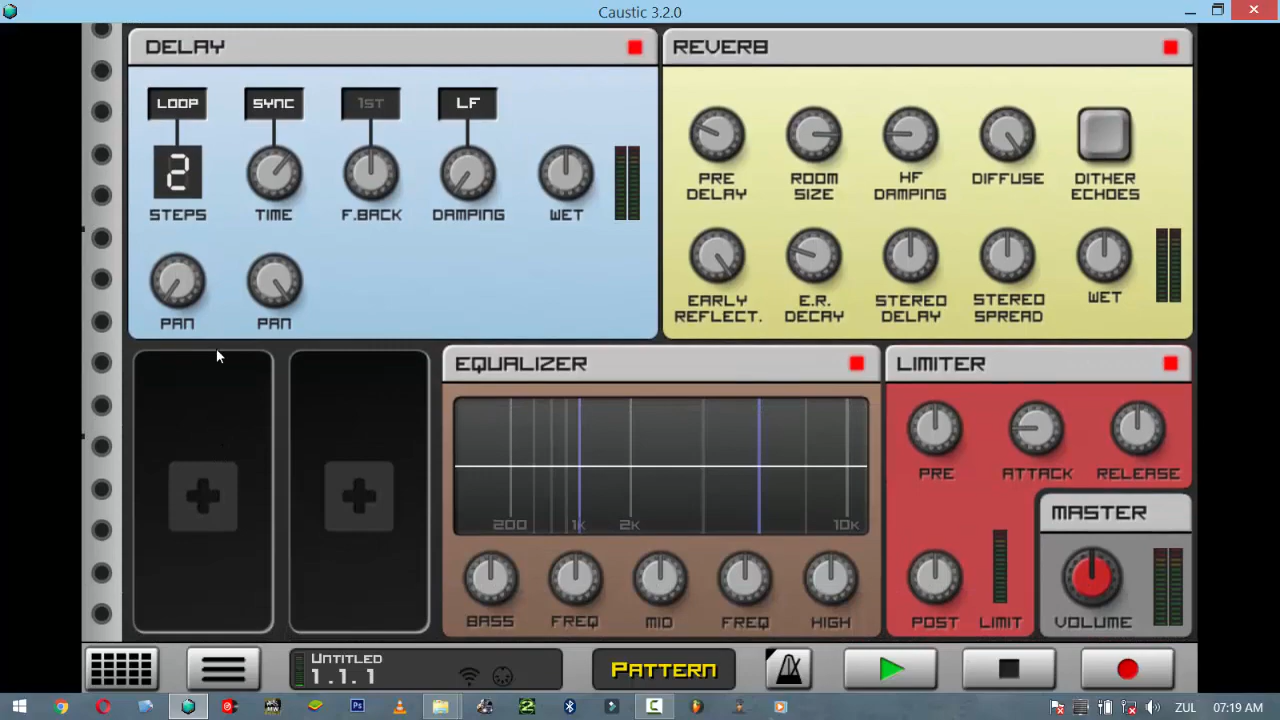 Caustic 3.2.0
DELAY
REVERB
LOOP
SYNC
1ST
LF
2
STEPS
TIME
F.BACK
DAMPING
WET
PAN
PAN
PRE
DELAY
ROOM
SIZE
HF
DAMPING
DIFFUSE
DITHER
ECHOES
EARLY
REFLECT.
E.R.
DECAY
STEREO
DELAY
STEREO
SPREAD
WET
EQUALIZER
200
1K
2K
10K
BASS
FREQ
MID
FREQ
HIGH
LIMITER
PRE
ATTACK
RELEASE
POST
LIMIT
MASTER
VOLUME
UNTITLED
1.1.1
PATTERN
ZUL
07:19 AM